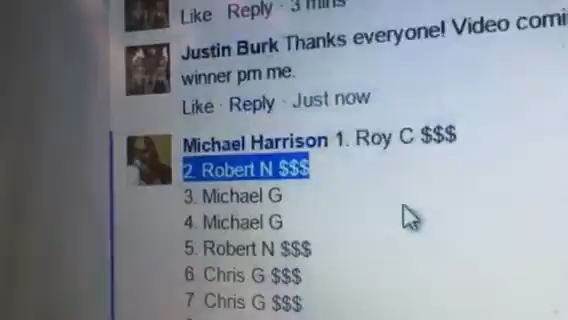 Like Reply · 3 mins
Justin Burk Thanks everyone! Video comi
winner pm me.
Like · Reply · Just now
Michael Harrison 1. Roy C $$$
2. Robert N $$$
3. Michael G
4. Michael G
5. Robert N $$$
6 Chris G $$$
7 Chris G $$$